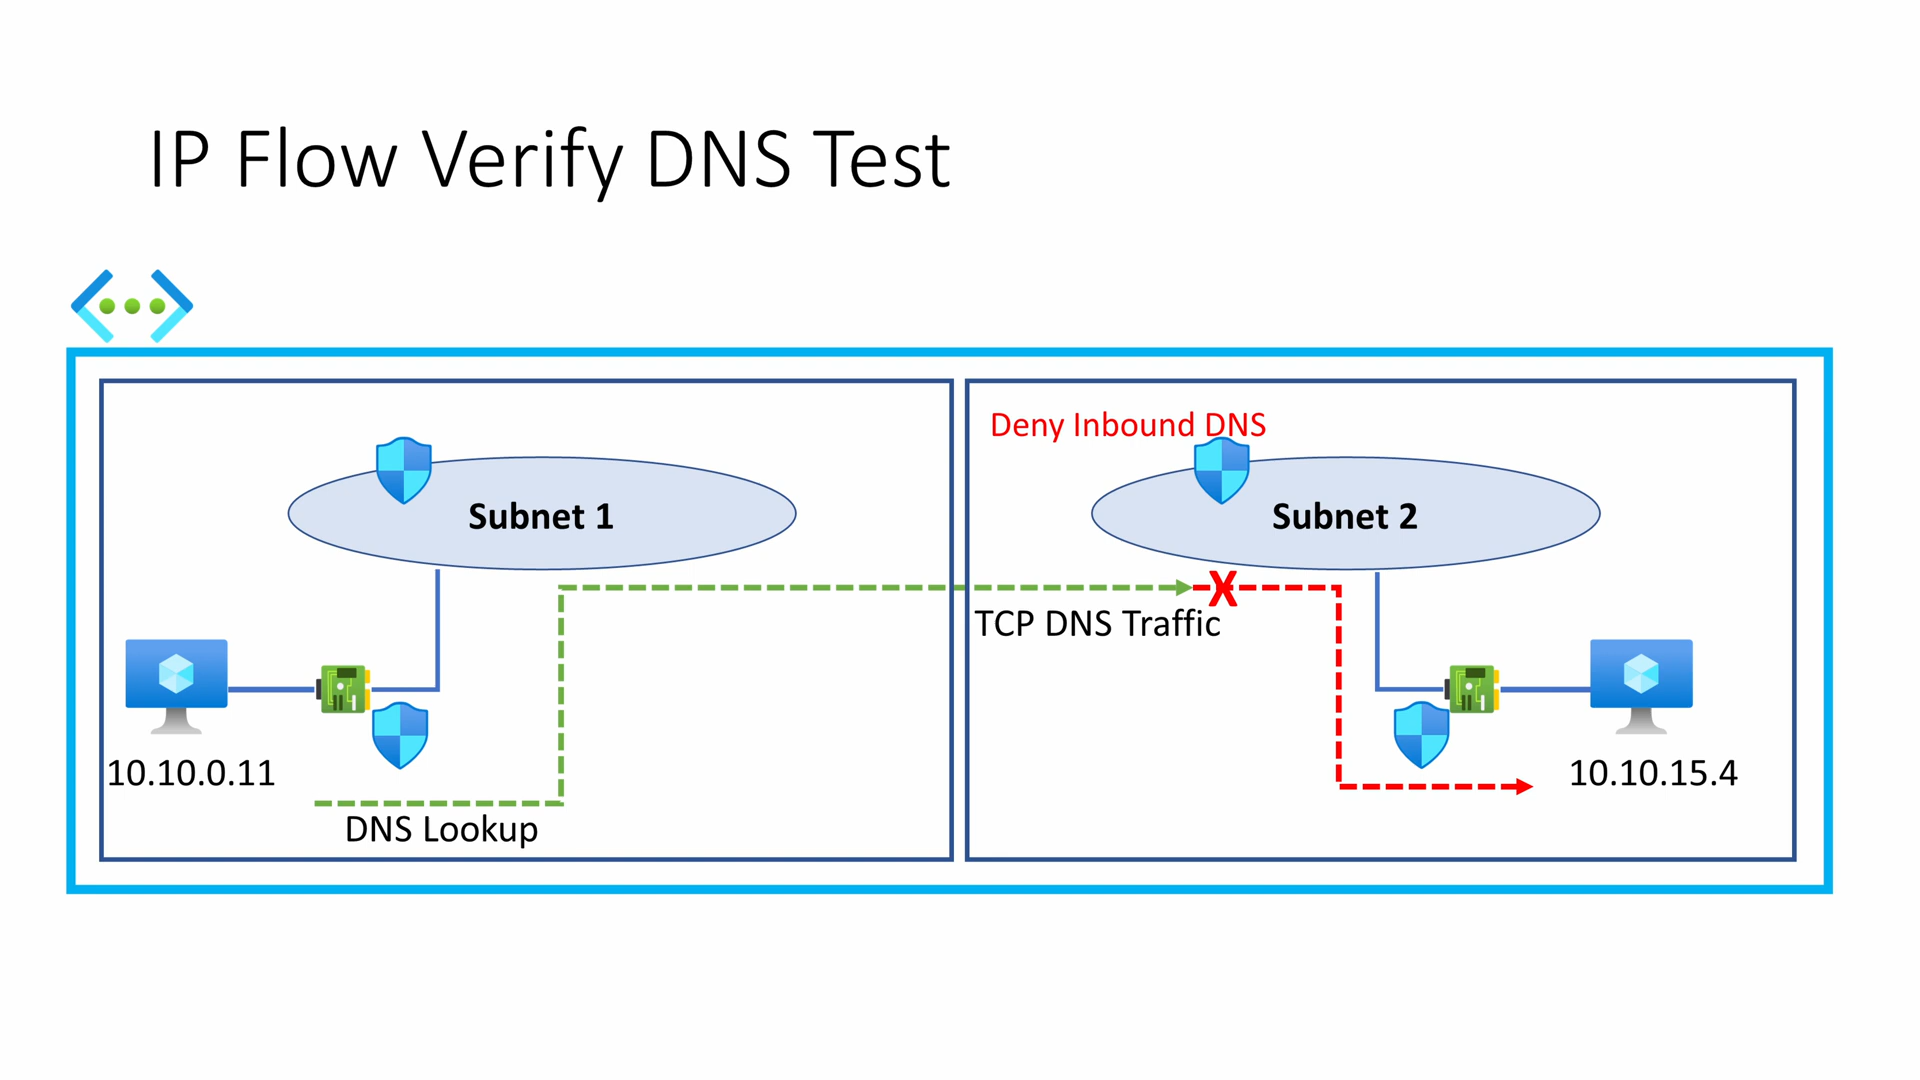 IP Flow Verify DNS Test
Deny Inbound DNS
Subnet 1
Subnet 2
TCP DNS Traffic
10.10.0.11
10.10.15.4
DNS Lookup